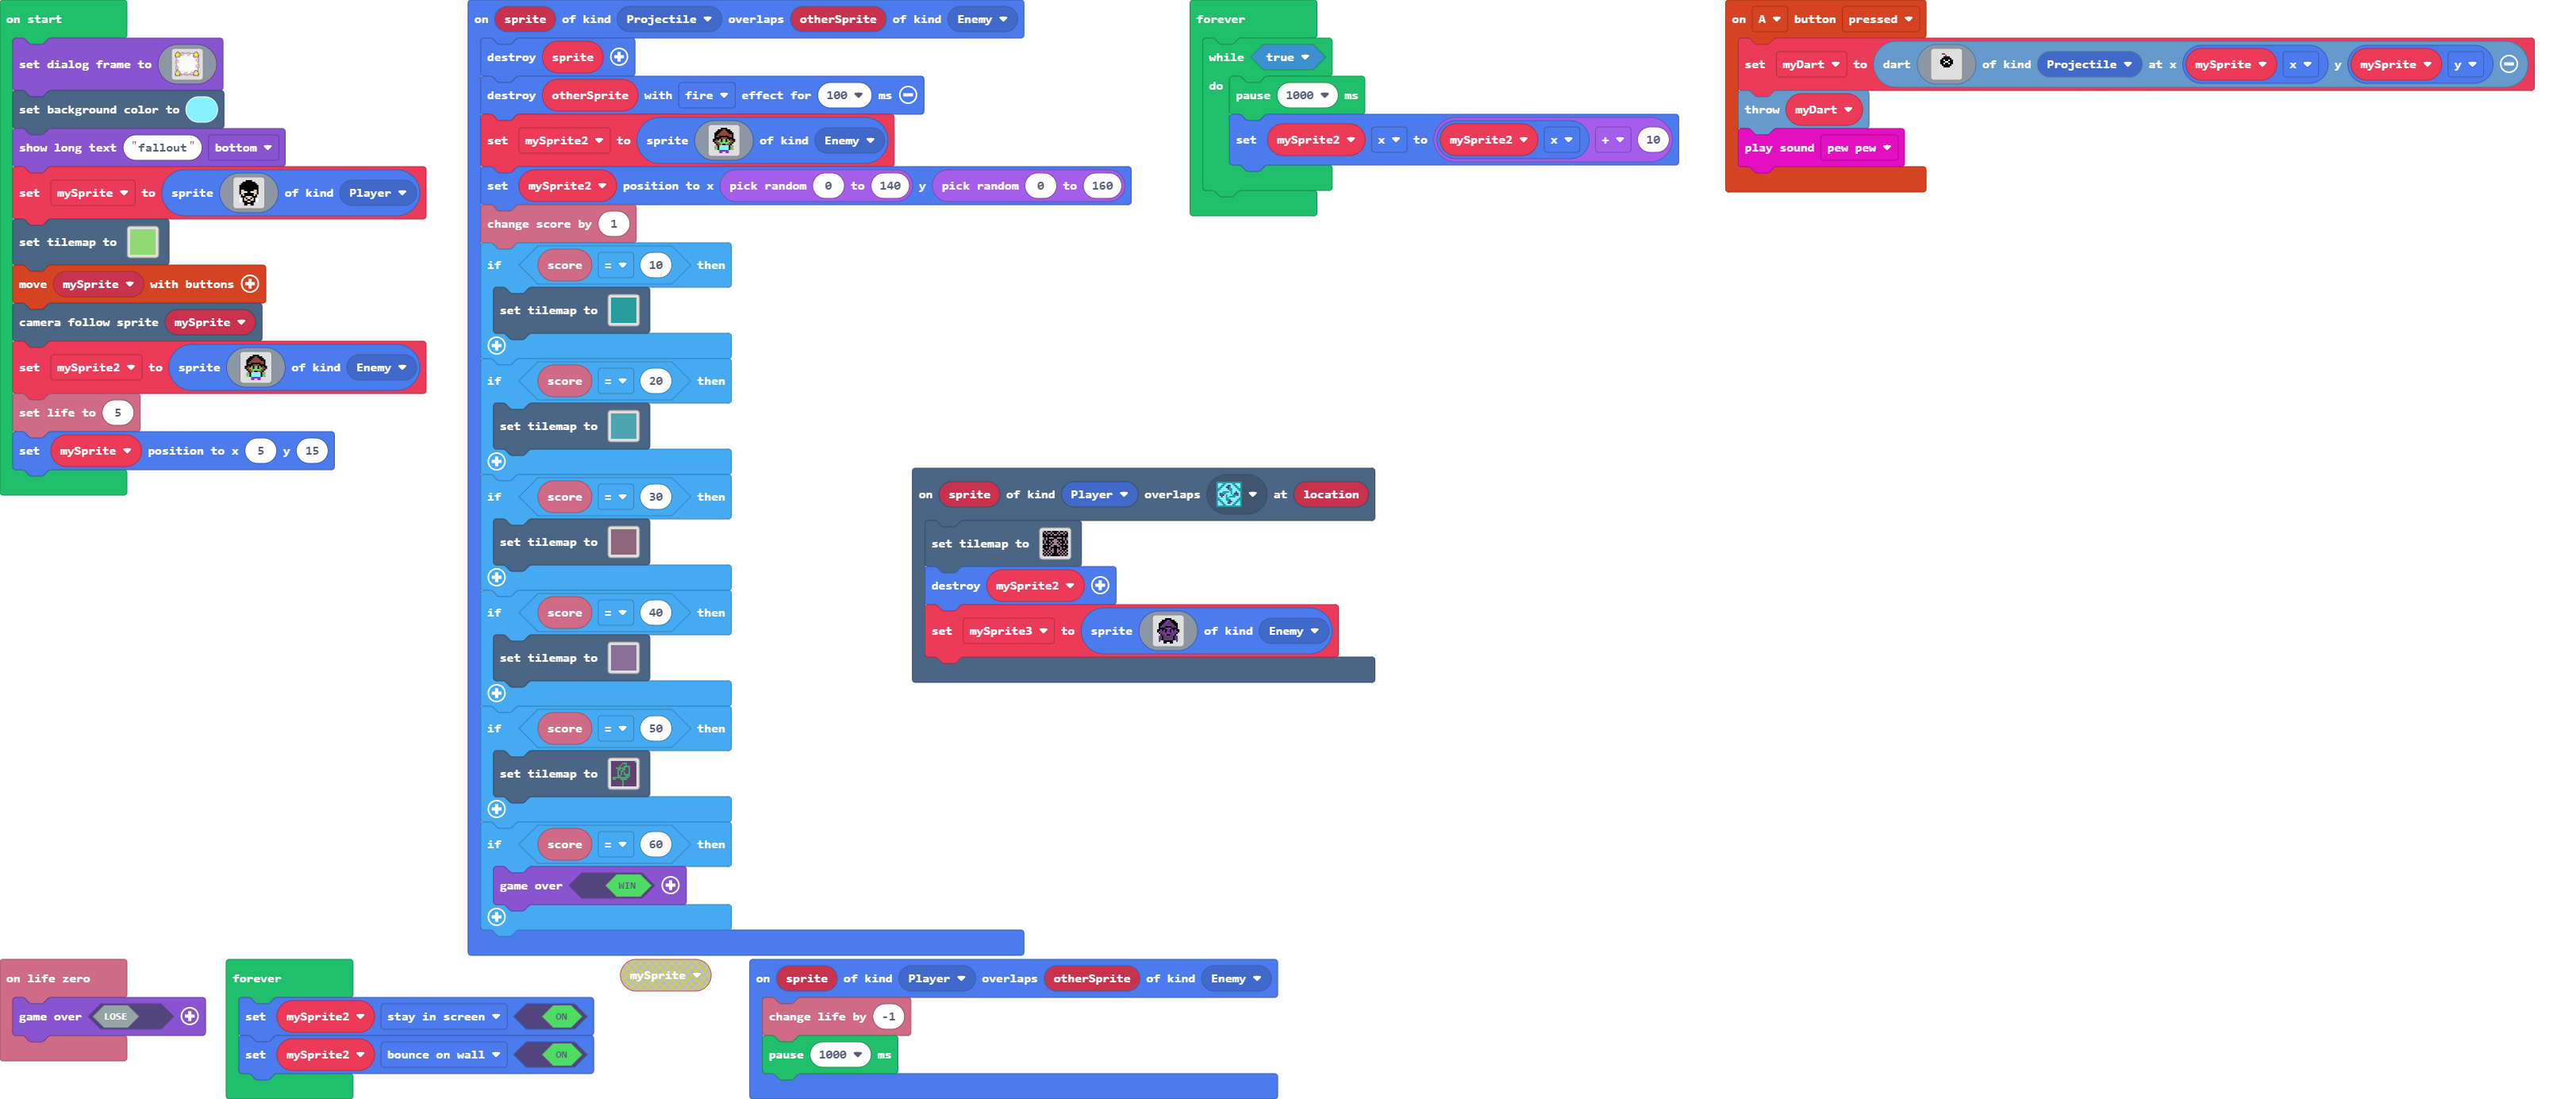 on start
set dialog frame to
set background color to
show long text "fallout" bottom
set mySprite to sprite of kind Player
set tilemap to
move mySprite with buttons
camera follow sprite mySprite
set mySprite2 to sprite of kind Enemy
set life to 5
set mySprite position to x 5 y 15
on sprite of kind Projectile overlaps otherSprite of kind Enemy
destroy sprite
destroy otherSprite with fire effect for 100 ms
set mySprite2 to sprite of kind Enemy
set mySprite2 position to x pick random 0 to 140 y pick random 0 to 160
change score by 1
if score = 10 then
set tilemap to
if score = 20 then
set tilemap to
if score = 30 then
set tilemap to
if score = 40 then
set tilemap to
if score = 50 then
set tilemap to
if score = 60 then
game over WIN
forever
while true
do
pause 1000 ms
set mySprite2 x to mySprite2 x + 10
on A button pressed
set myDart to dart of kind Projectile at x mySprite x y mySprite y
throw myDart
play sound pew pew
on sprite of kind Player overlaps at location
set tilemap to
destroy mySprite2
set mySprite3 to sprite of kind Enemy
on life zero
game over LOSE
forever
set mySprite2 stay in screen ON
set mySprite2 bounce on wall ON
mySprite
on sprite of kind Player overlaps otherSprite of kind Enemy
change life by -1
pause 1000 ms